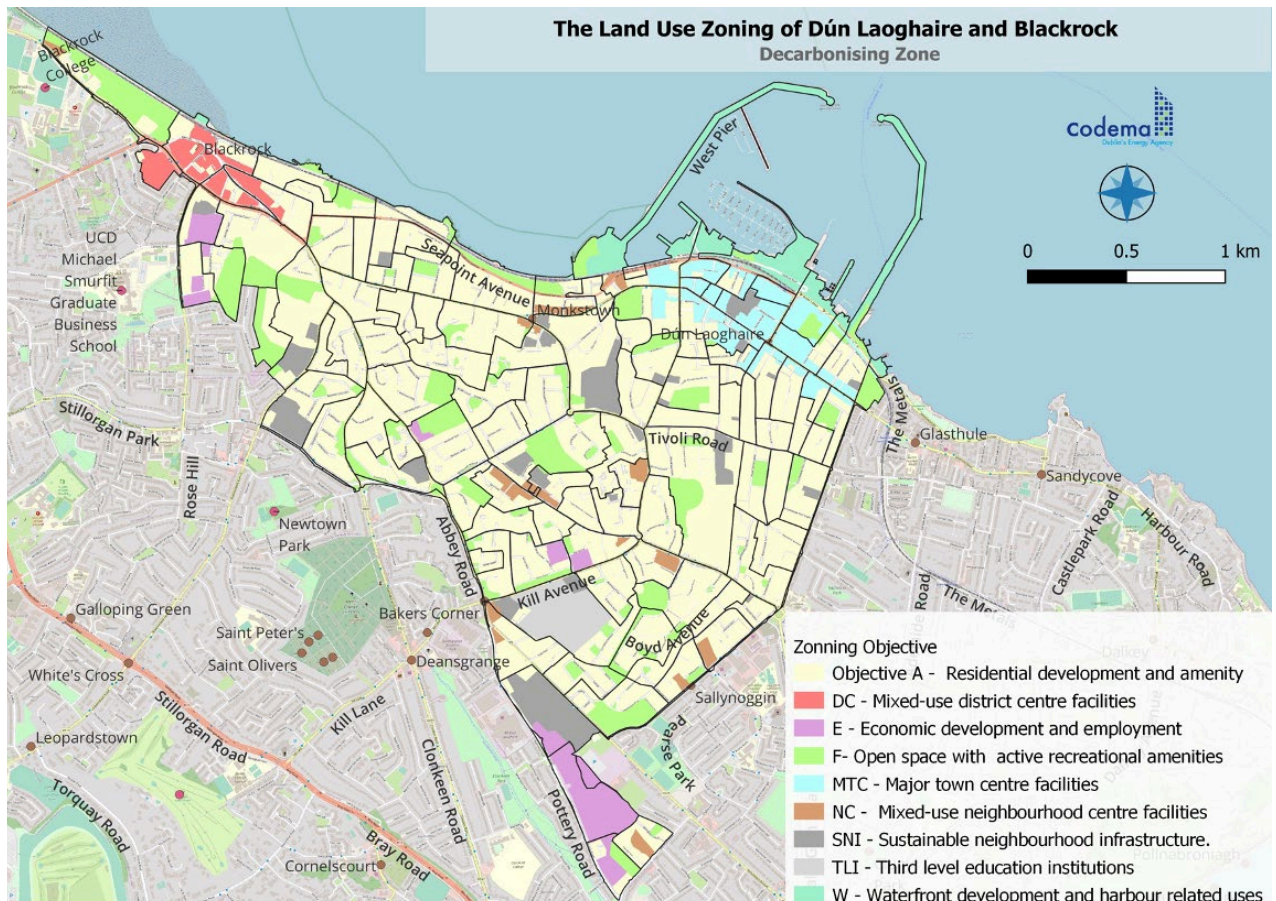 The Land Use Zoning of Dún Laoghaire and Blackrock
Decarbonising Zone
codema
Dublin's Energy Agency
0 0.5 1 km
Blackrock
College
Blackrock
West Pier
UCD
Michael
Smurfit
Graduate
Business
School
Seapoint Avenue
Monkstown
Dún Laoghaire
The Metals
Glasthule
Sandycove
Stillorgan Park
Rose Hill
Tivoli Road
Castlepark Road
Harbour Road
Newtown
Park
Abbey Road
Kill Avenue
The Metals
Galloping Green
Bakers Corner
Saint Peter's
Saint Olivers
Deansgrange
Boyd Avenue
White's Cross
Sallynoggin
Kill Lane
Stillorgan Road
Leopardstown
Clonkeen Road
Pearse Park
Torquay Road
Pottery Road
Bray Road
Cornelscourt
Dalkey
Zonning Objective
Objective A - Residential development and amenity
DC - Mixed-use district centre facilities
E - Economic development and employment
F- Open space with active recreational amenities
MTC - Major town centre facilities
NC - Mixed-use neighbourhood centre facilities
SNI - Sustainable neighbourhood infrastructure.
TLI - Third level education institutions
W - Waterfront development and harbour related uses